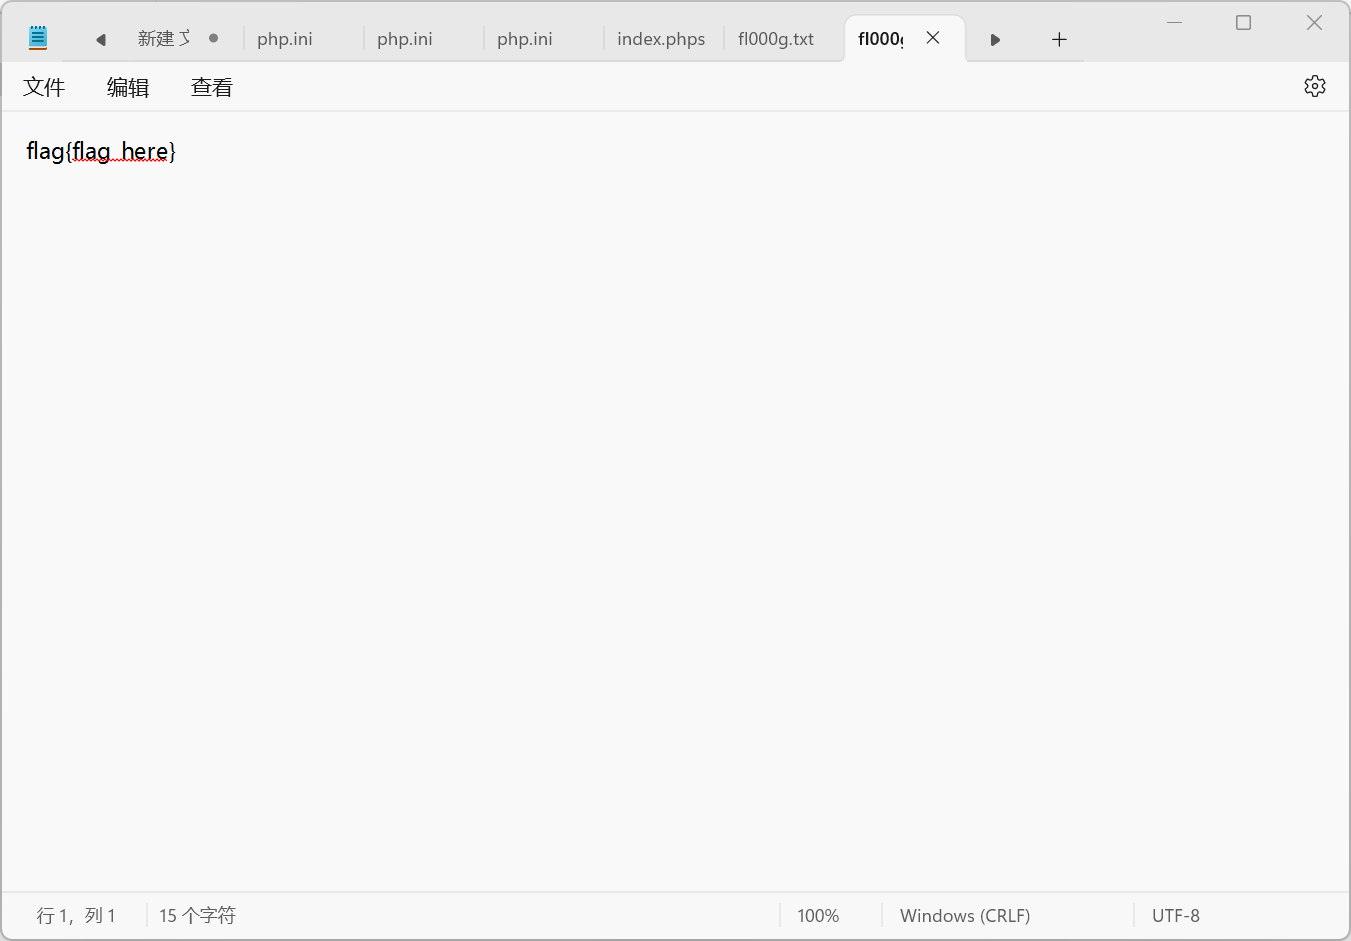 新建 文 php.ini php.ini php.ini index.phps fl000g.txt fl000g
文件 编辑 查看
flag{flag_here}
行 1，列 1 15 个字符 100% Windows (CRLF) UTF-8